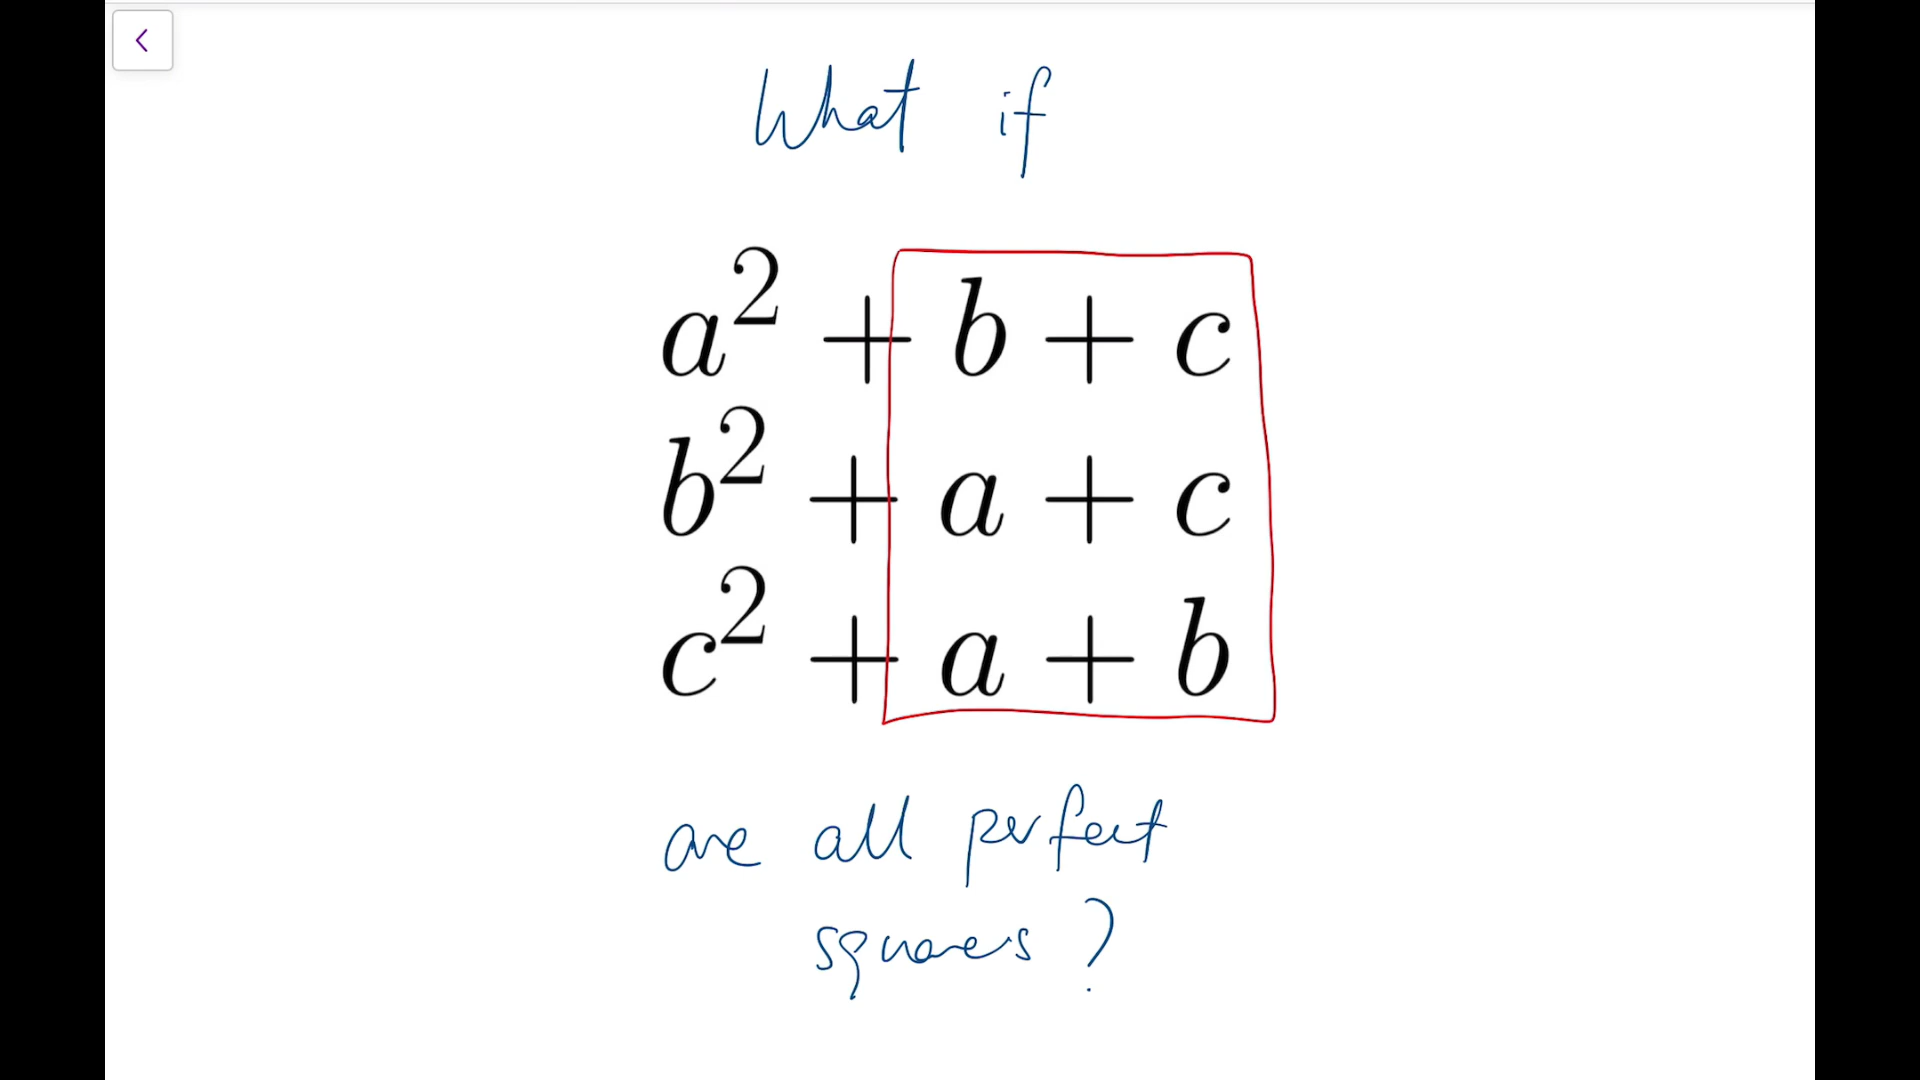 What if
a² + b + c
b² + a + c
c² + a + b
are all perfect
squares?